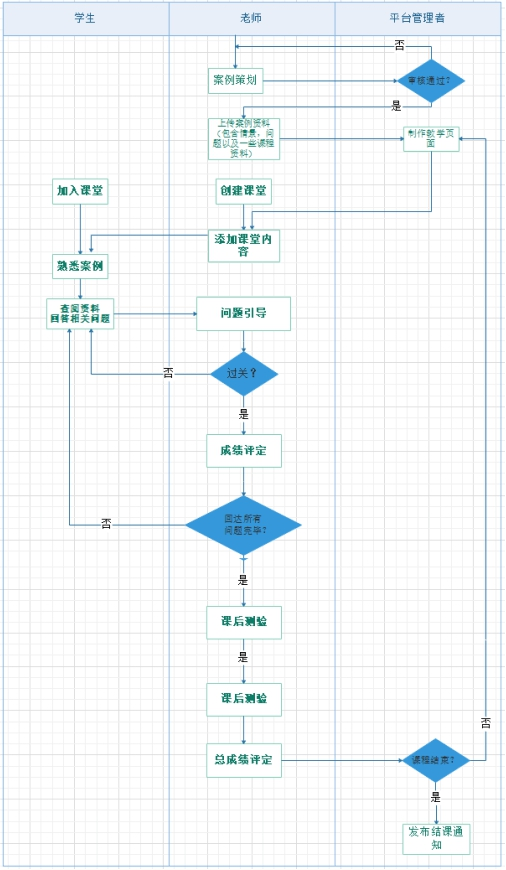 学生
老师
平台管理者
否
案例策划
审核通过?
是
上传案例资料
(包含情景,问
题以及一些课程
资料)
制作教学页
面
加入课堂
创建课堂
添加课堂内
容
熟悉案例
查阅资料
回答相关问题
问题引导
过关?
否
是
成绩评定
回达所有
问题完毕?
否
是
课后测验
是
课后测验
否
总成绩评定
课程结束?
是
发布结课通
知